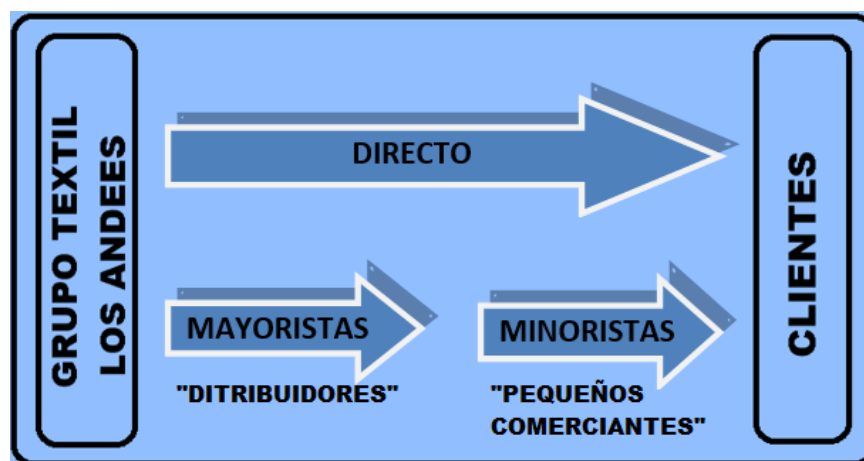 GRUPO TEXTIL
LOS ANDEES
DIRECTO
MAYORISTAS
"DITRIBUIDORES"
MINORISTAS
"PEQUEÑOS
COMERCIANTES"
CLIENTES